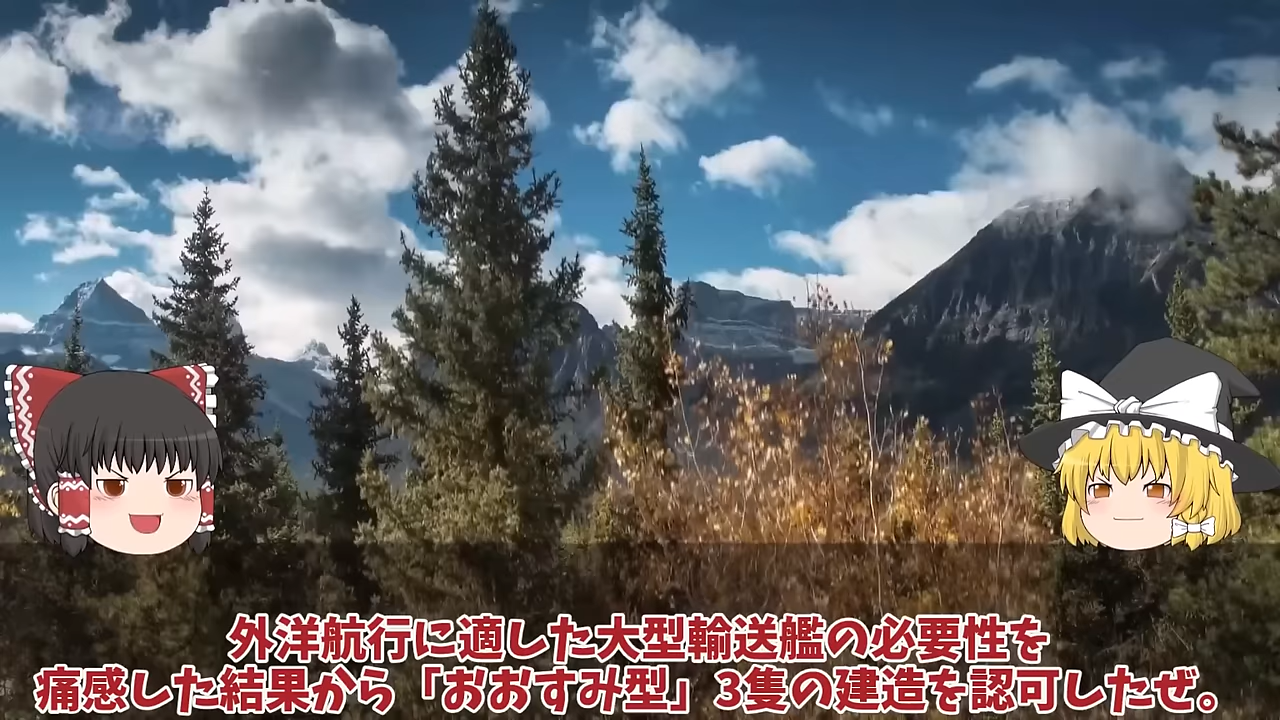 外洋航行に適した大型輸送艦の必要性を
痛感した結果から「おおすみ型」3隻の建造を認可したぜ。